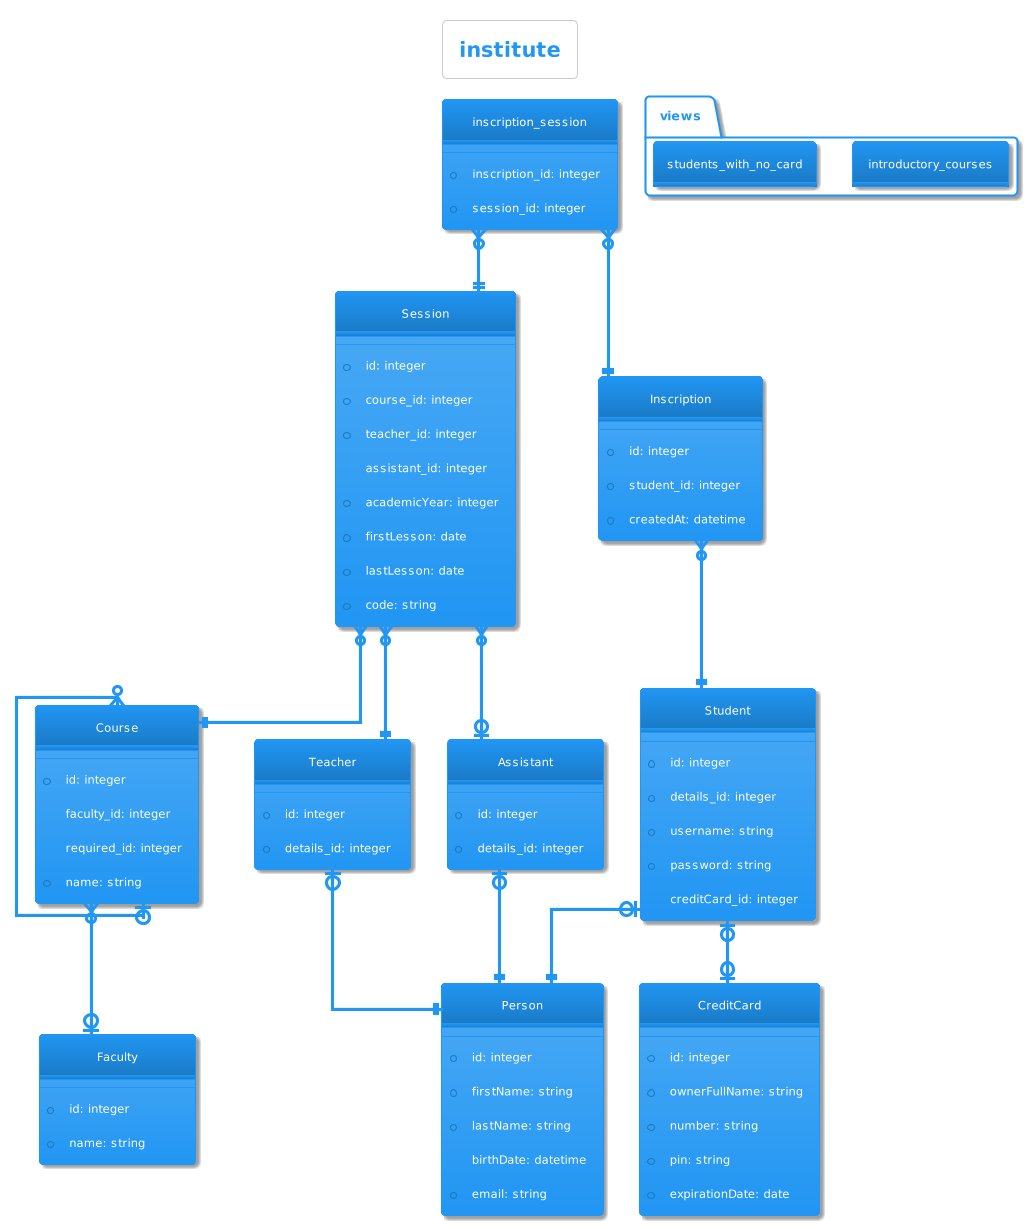 institute
inscription_session
inscription_id: integer
session_id: integer
views
students_with_no_card
introductory_courses
Session
id: integer
course_id: integer
teacher_id: integer
assistant_id: integer
academicYear: integer
firstLesson: date
lastLesson: date
code: string
Inscription
id: integer
student_id: integer
createdAt: datetime
Course
id: integer
faculty_id: integer
required_id: integer
name: string
Teacher
id: integer
details_id: integer
Assistant
id: integer
details_id: integer
Student
id: integer
details_id: integer
username: string
password: string
creditCard_id: integer
Faculty
id: integer
name: string
Person
id: integer
firstName: string
lastName: string
birthDate: datetime
email: string
CreditCard
id: integer
ownerFullName: string
number: string
pin: string
expirationDate: date